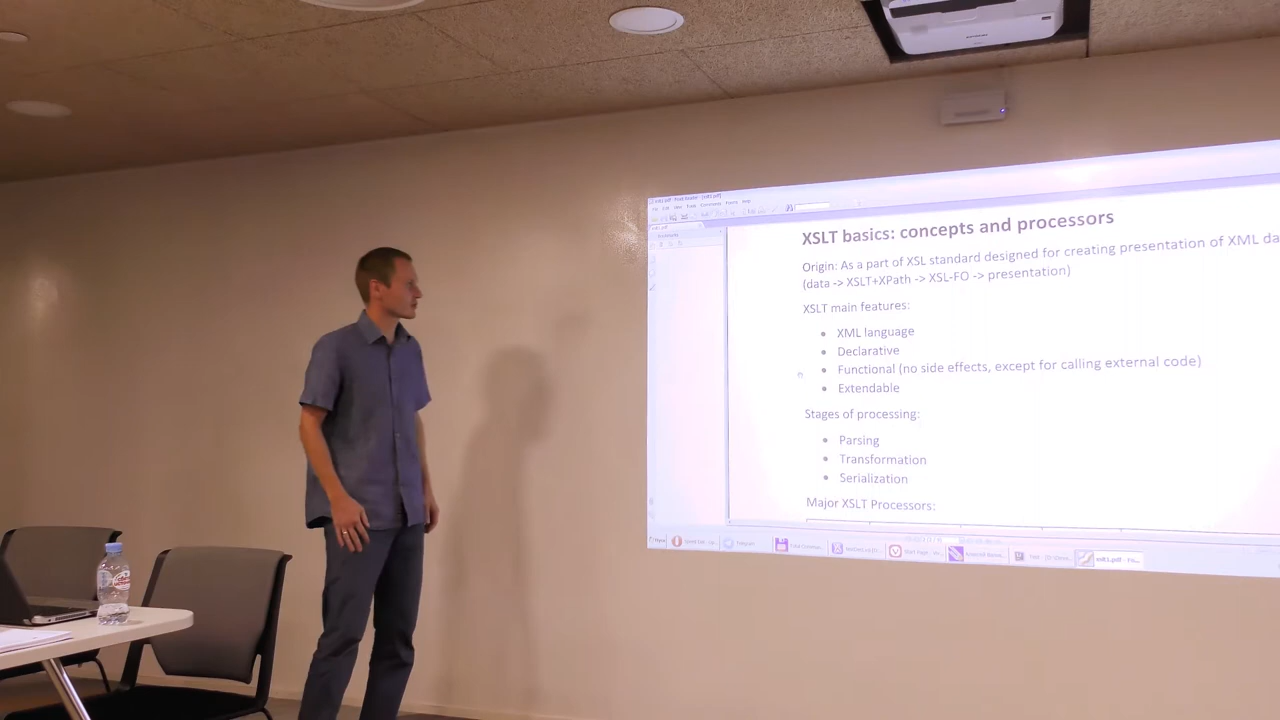 XSLT basics: concepts and processors
Origin: As a part of XSL standard designed for creating presentation of XML da
(data -> XSLT+XPath -> XSL-FO -> presentation)
XSLT main features:
XML language
Declarative
Functional (no side effects, except for calling external code)
Extendable
Stages of processing:
Parsing
Transformation
Serialization
Major XSLT Processors: